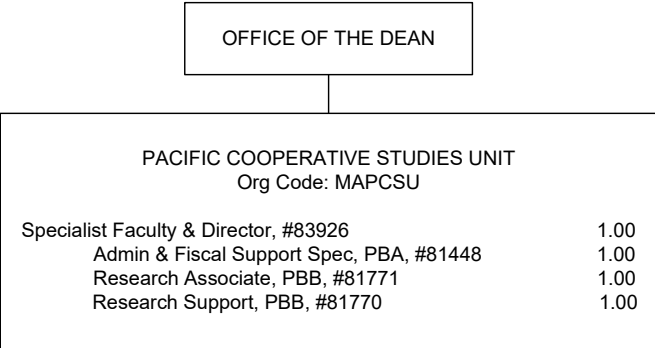 OFFICE OF THE DEAN
PACIFIC COOPERATIVE STUDIES UNIT
Org Code: MAPCSU
Specialist Faculty & Director, #83926 1.00
Admin & Fiscal Support Spec, PBA, #81448 1.00
Research Associate, PBB, #81771 1.00
Research Support, PBB, #81770 1.00